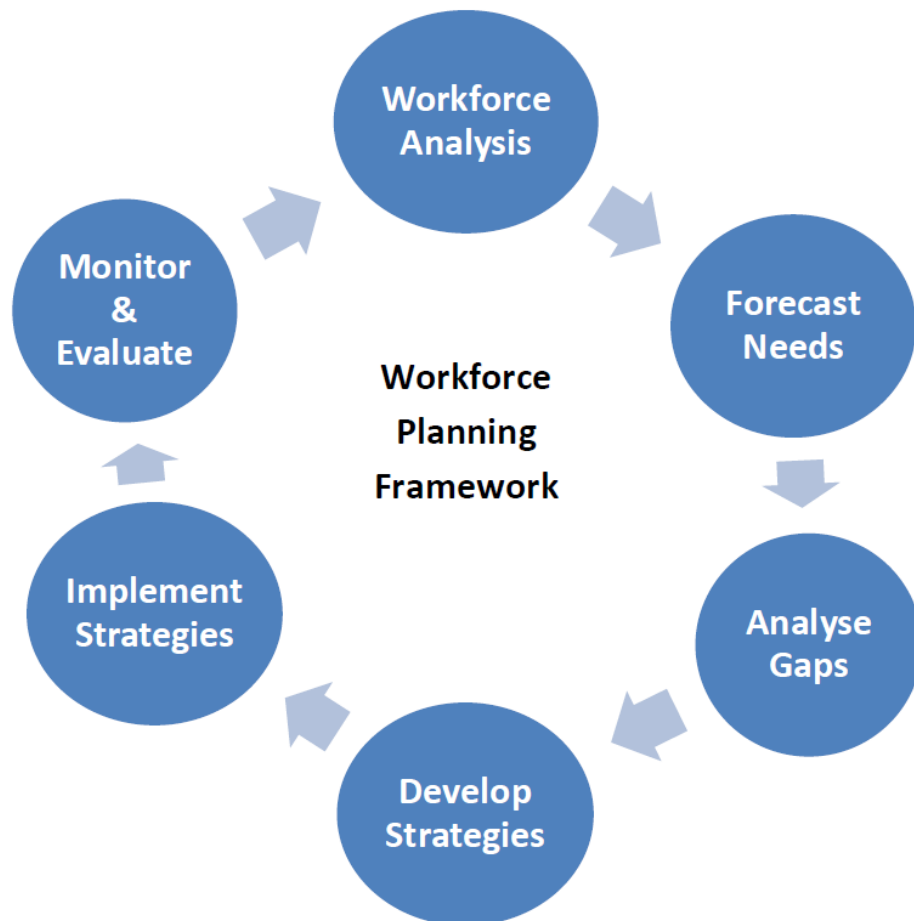 Workforce
Analysis
Forecast
Needs
Analyse
Gaps
Develop
Strategies
Implement
Strategies
Monitor
&
Evaluate
Workforce
Planning
Framework